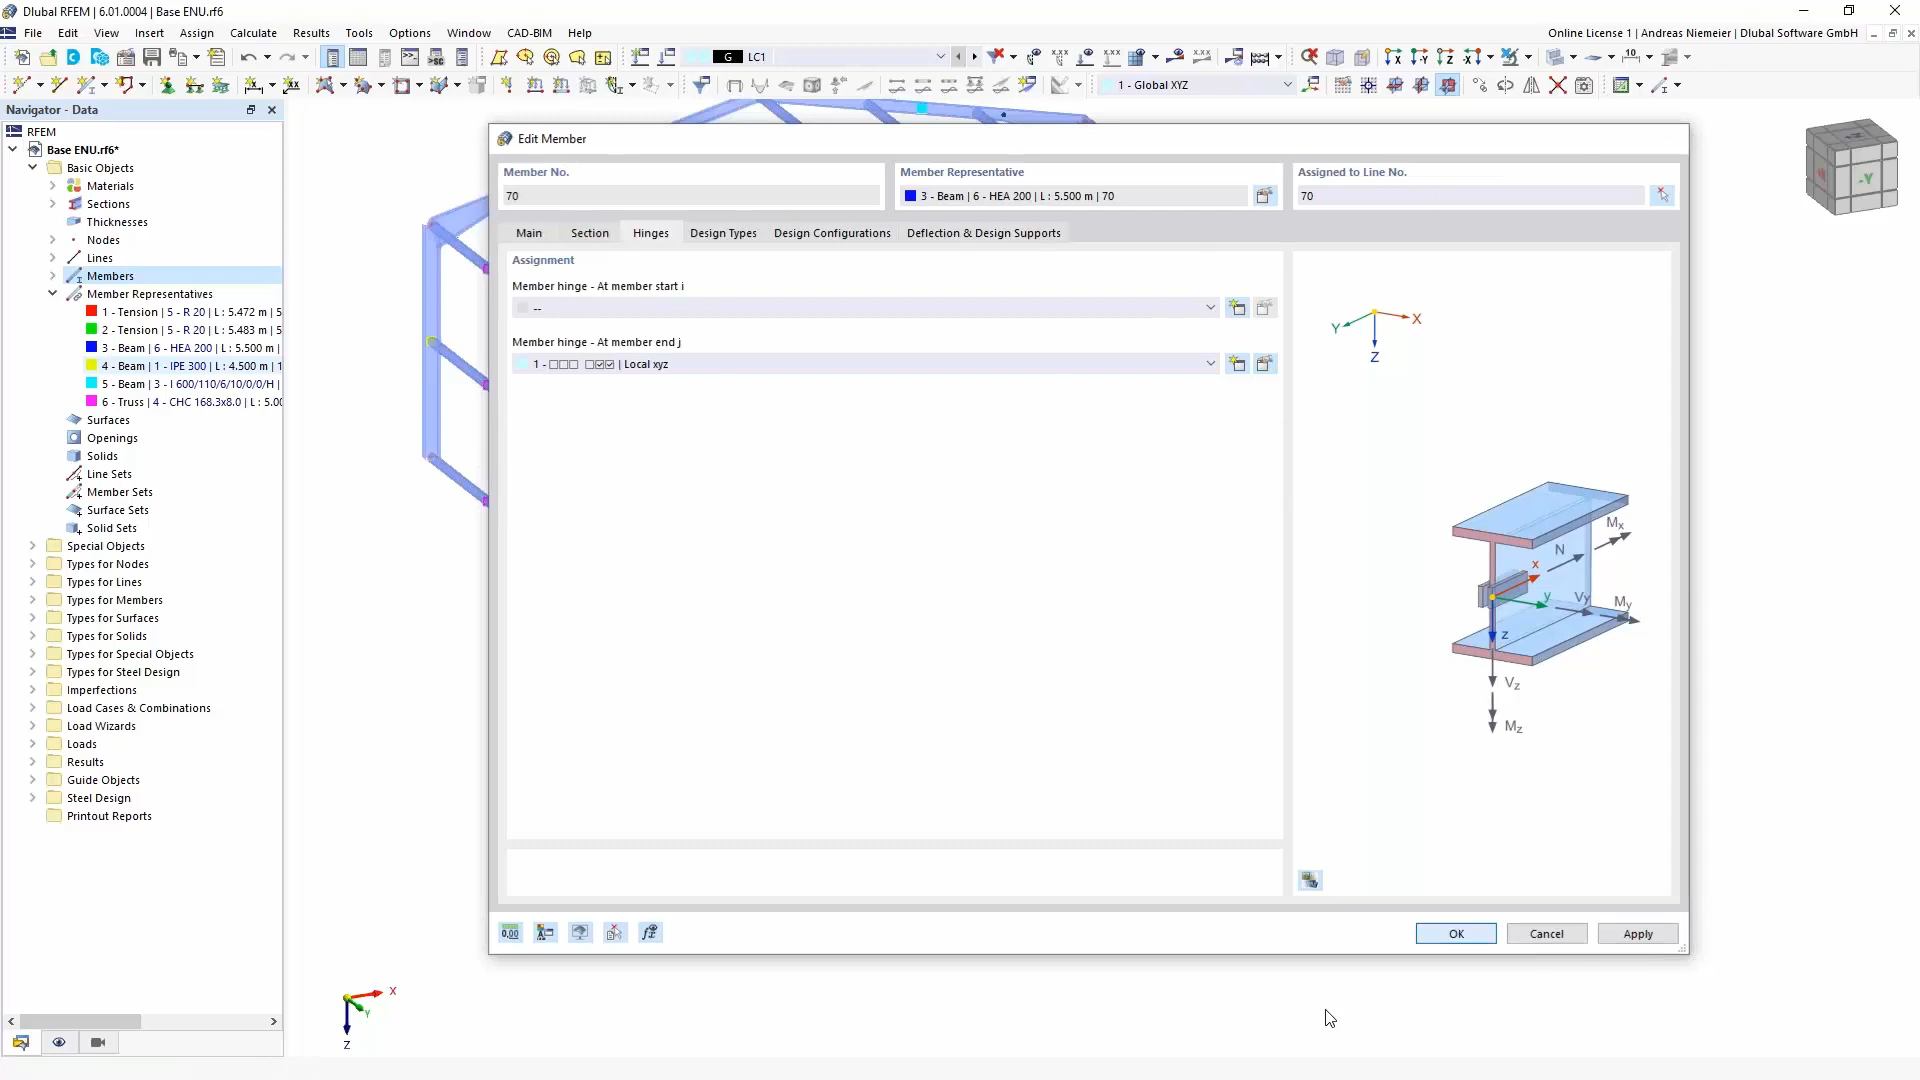 Dlubal RFEM | 6.01.0004 | Base ENU.rf6
File Edit View Insert Assign Calculate Results Tools Options Window CAD-BIM Help
Online License 1 | Andreas Niemeier | Dlubal Software GmbH
G LC1
1 - Global XYZ
Navigator - Data
RFEM
Base ENU.rf6*
Basic Objects
Materials
Sections
Thicknesses
Nodes
Lines
Members
Member Representatives
1 - Tension | 5 - R 20 | L : 5.472 m | 5
2 - Tension | 5 - R 20 | L : 5.483 m | 5
3 - Beam | 6 - HEA 200 | L : 5.500 m |
4 - Beam | 1 - IPE 300 | L : 4.500 m | 1
5 - Beam | 3 - I 600/110/6/10/0/0/H |
6 - Truss | 4 - CHC 168.3x8.0 | L : 5.00
Surfaces
Openings
Solids
Line Sets
Member Sets
Surface Sets
Solid Sets
Special Objects
Types for Nodes
Types for Lines
Types for Members
Types for Surfaces
Types for Solids
Types for Special Objects
Types for Steel Design
Imperfections
Load Cases & Combinations
Load Wizards
Loads
Results
Guide Objects
Steel Design
Printout Reports
Edit Member
Member No.
70
Member Representative
3 - Beam | 6 - HEA 200 | L : 5.500 m | 70
Assigned to Line No.
70
Main Section Hinges Design Types Design Configurations Deflection & Design Supports
Assignment
Member hinge - At member start i
--
Member hinge - At member end j
1 - ☐☐☐ ☐☑☑ | Local xyz
Y X
Z
Mx
N
x
y Vy My
z
Vz
Mz
OK Cancel Apply
X
Y
Z
-Y